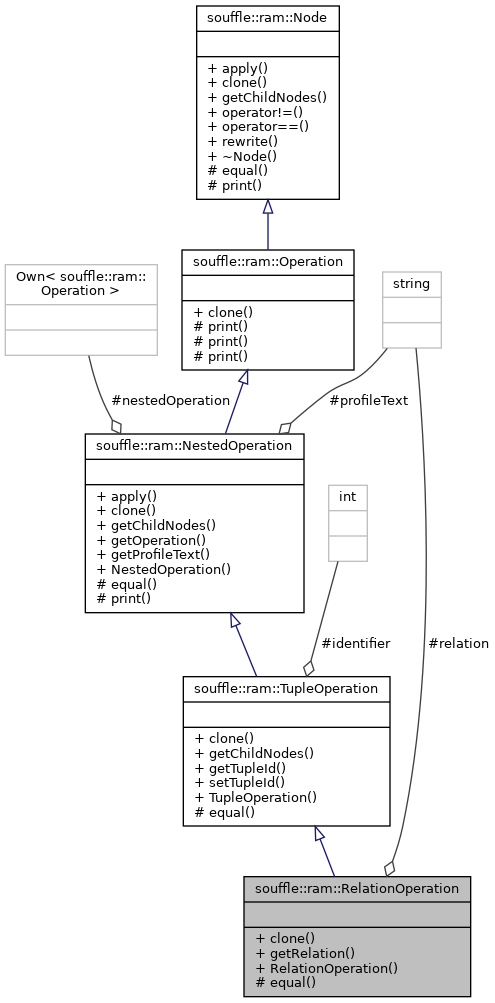 souffle::ram::Node
+ apply()
+ clone()
+ getChildNodes()
+ operator!=()
+ operator==()
+ rewrite()
+ ~Node()
# equal()
# print()
Own< souffle::ram::
Operation >
souffle::ram::Operation
+ clone()
# print()
# print()
# print()
string
#nestedOperation
#profileText
souffle::ram::NestedOperation
+ apply()
+ clone()
+ getChildNodes()
+ getOperation()
+ getProfileText()
+ NestedOperation()
# equal()
# print()
int
#identifier
#relation
souffle::ram::TupleOperation
+ clone()
+ getChildNodes()
+ getTupleId()
+ setTupleId()
+ TupleOperation()
# equal()
souffle::ram::RelationOperation
+ clone()
+ getRelation()
+ RelationOperation()
# equal()